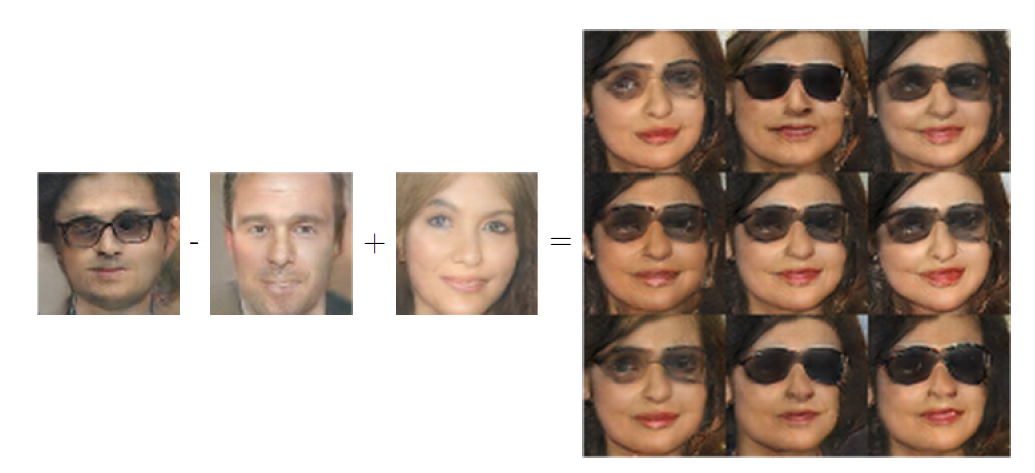 - + =